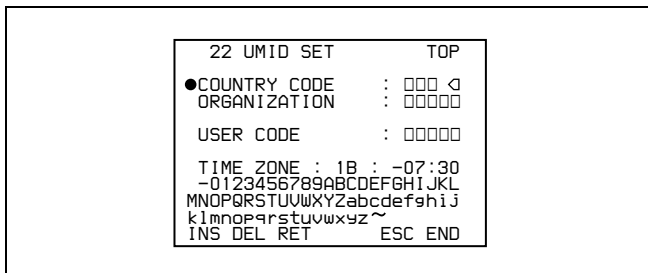 22 UMID SET TOP
●COUNTRY CODE : □□□ ◁
ORGANIZATION : □□□□□
USER CODE : □□□□□
TIME ZONE : 1B : -07:30
-0123456789ABCDEFGHIJKL
MNOPQRSTUVWXYZabcdefghij
klmnopqrstuvwxyz~
INS DEL RET ESC END